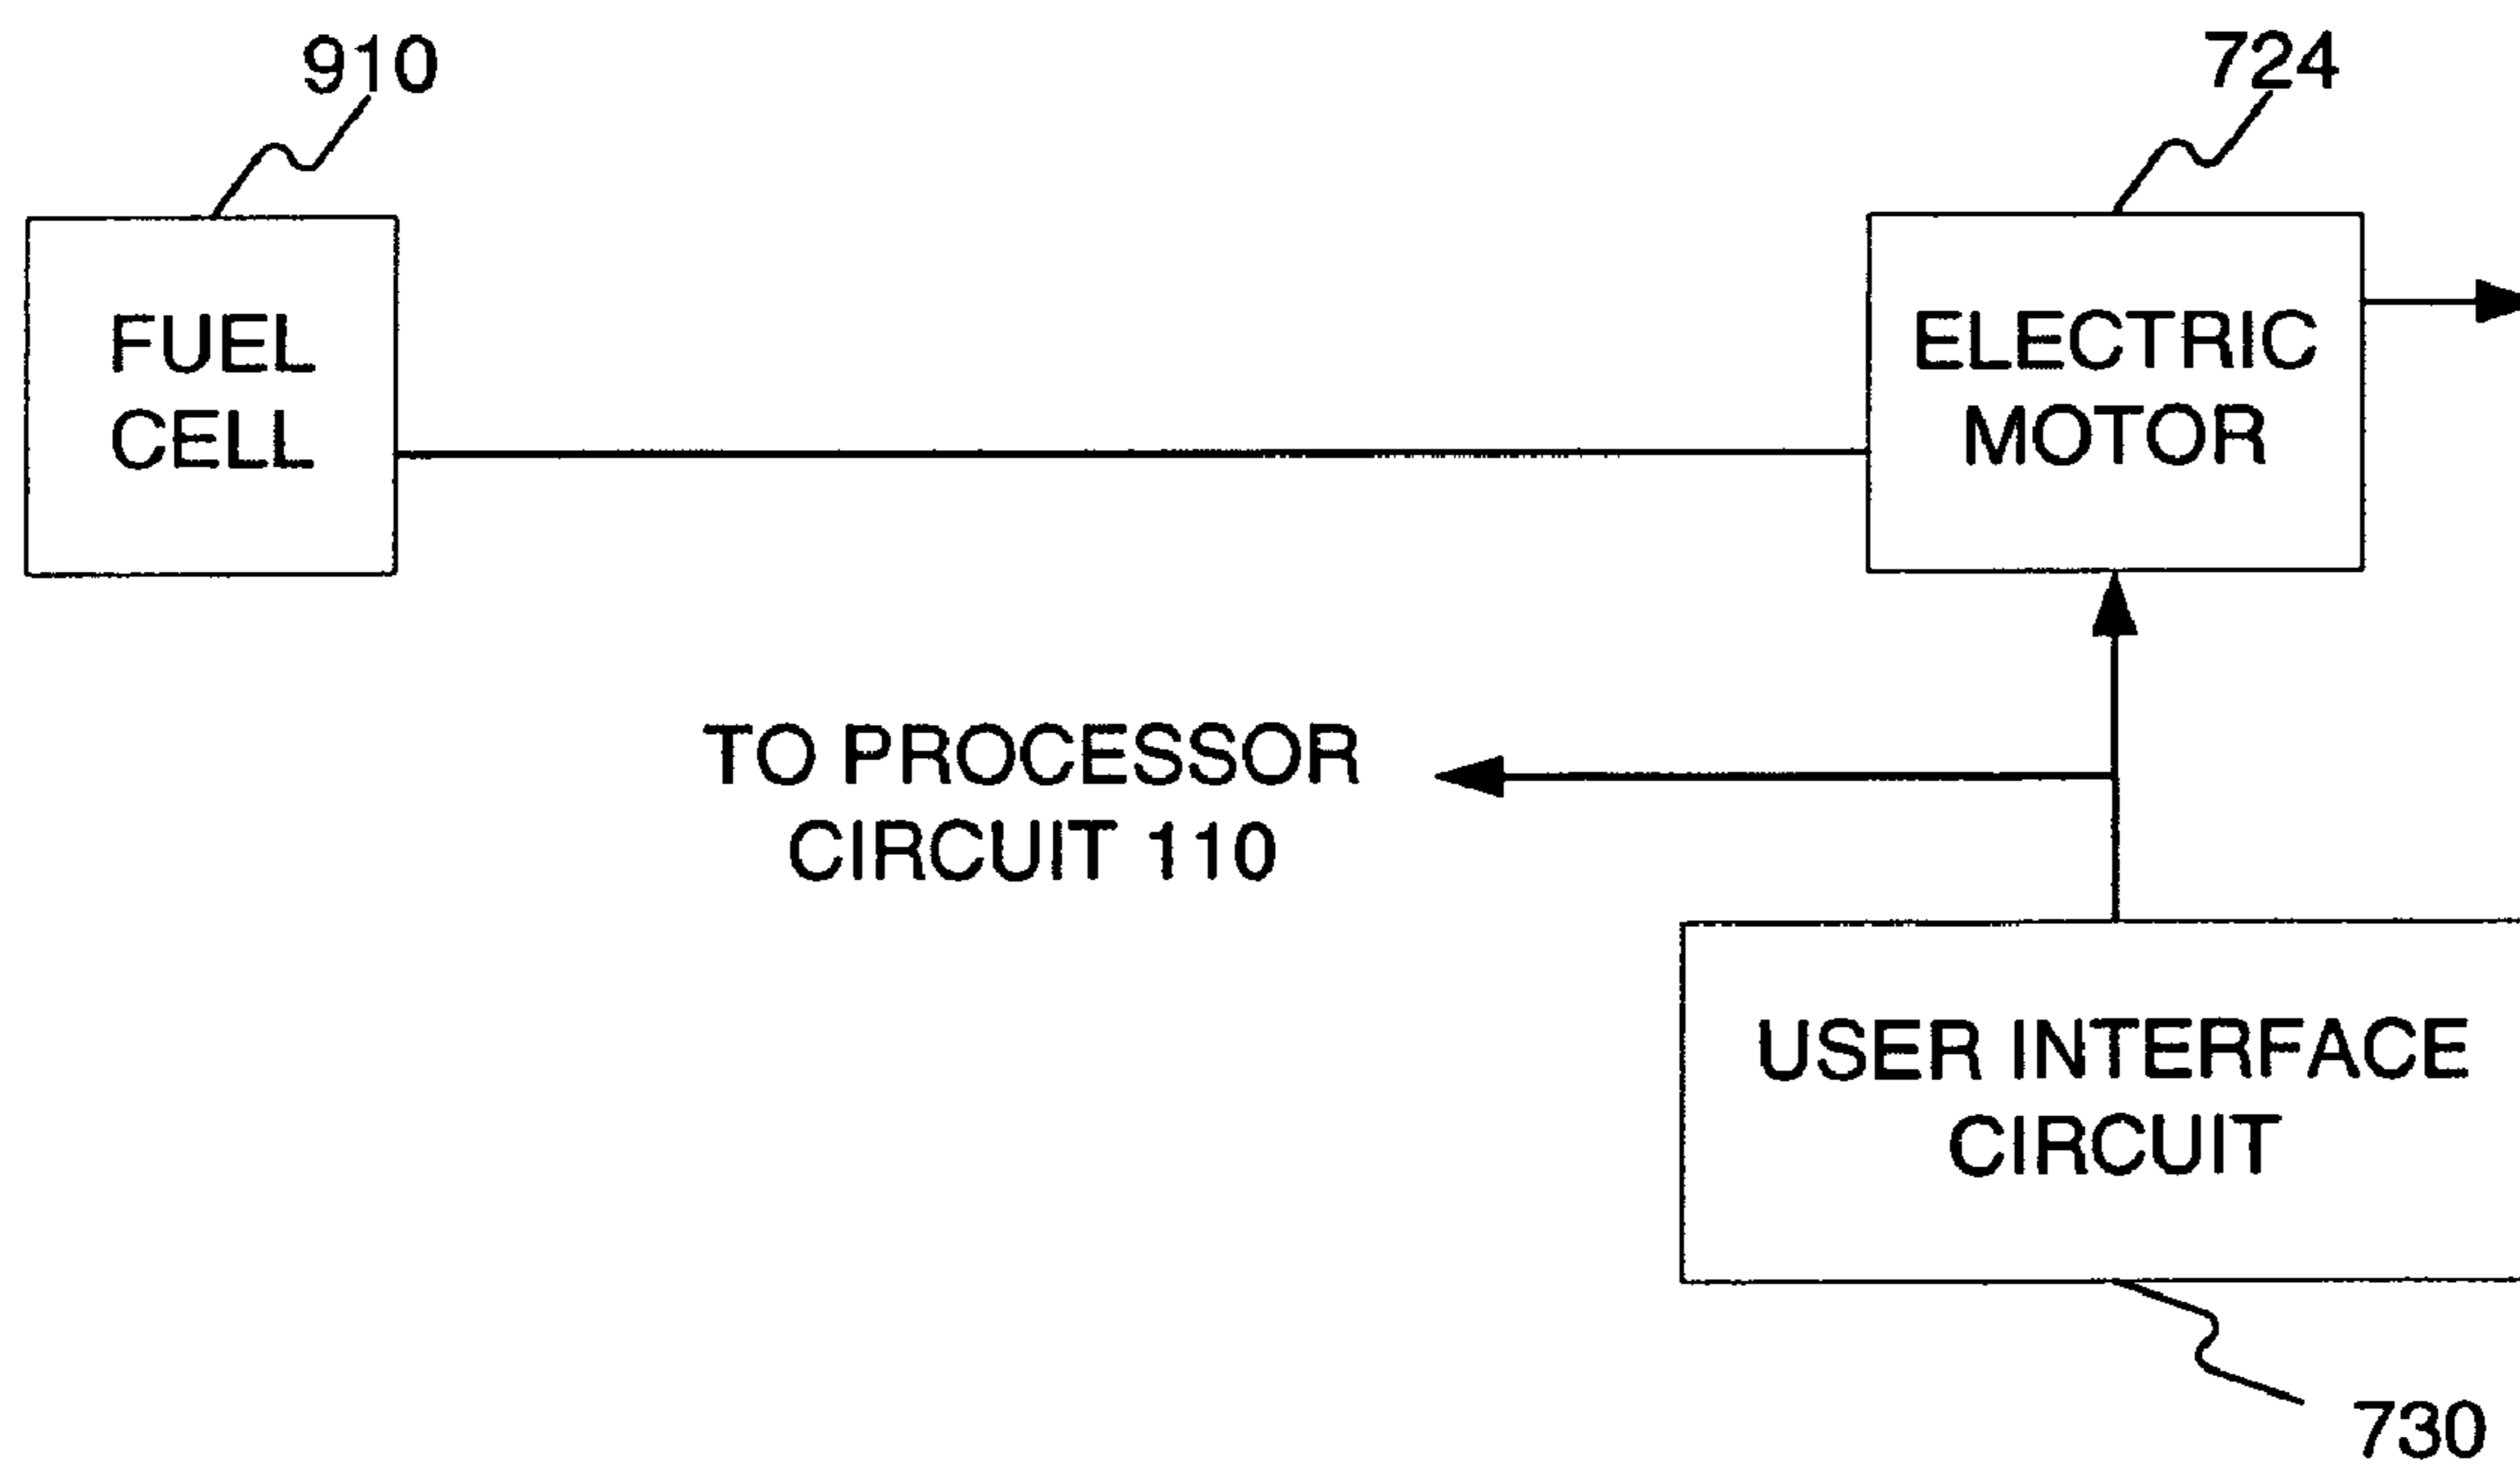 910
724
FUEL
CELL
ELECTRIC
MOTOR
TO PROCESSOR
CIRCUIT 110
USER INTERFACE
CIRCUIT
730